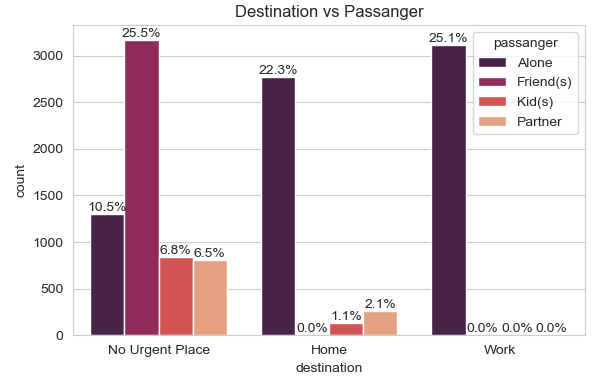 Destination vs Passanger
25.5%
25.1%
22.3%
10.5%
6.8%
6.5%
0.0%
1.1%
2.1%
0.0%
0.0%
0.0%
passanger
Alone
Friend(s)
Kid(s)
Partner
3000
2500
2000
1500
1000
500
0
count
No Urgent Place
Home
Work
destination